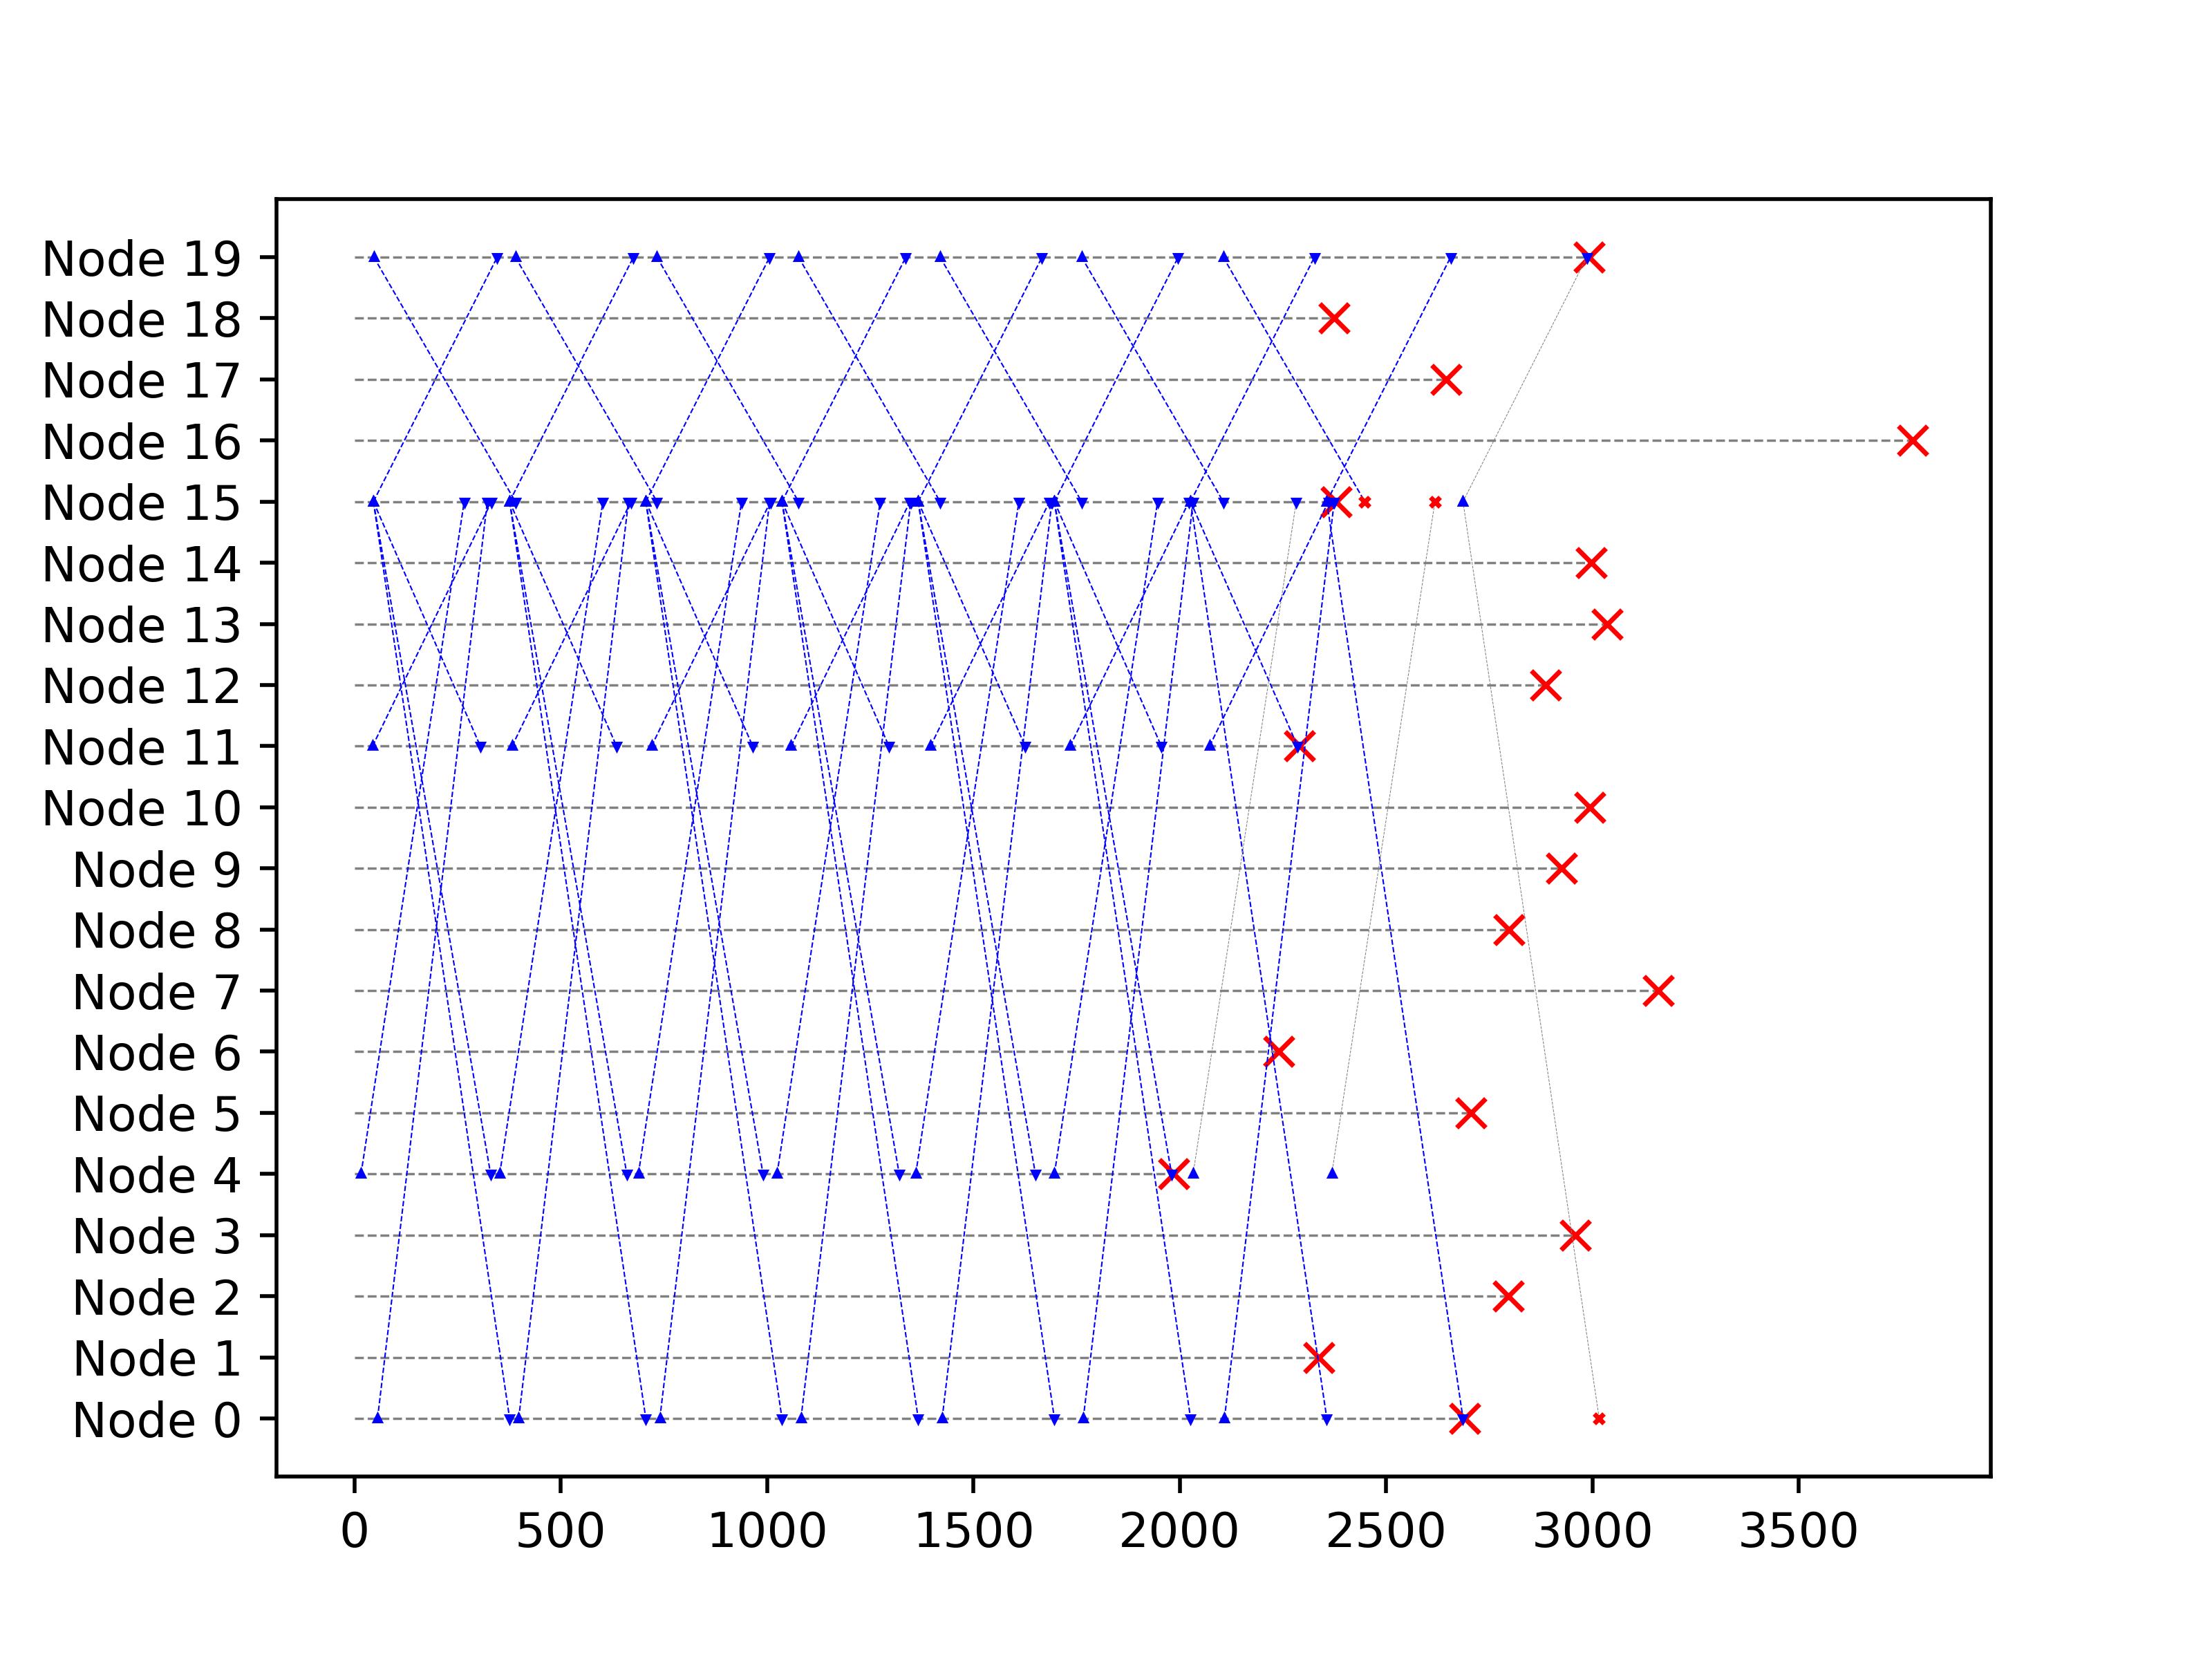 Node 19
Node 18
Node 17
Node 16
Node 15
Node 14
Node 13
Node 12
Node 11
Node 10
Node 9
Node 8
Node 7
Node 6
Node 5
Node 4
Node 3
Node 2
Node 1
Node 0
0 500 1000 1500 2000 2500 3000 3500